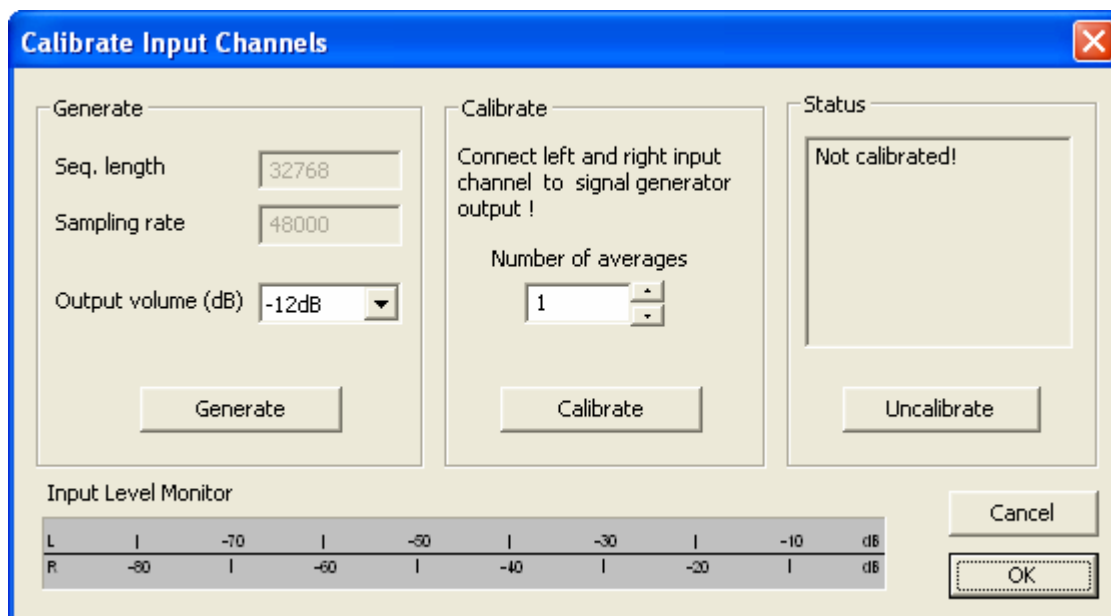 Calibrate Input Channels
Generate
Seq. length
32768
Sampling rate
48000
Output volume (dB)
-12dB
Generate
Calibrate
Connect left and right input
channel to signal generator
output !
Number of averages
1
Calibrate
Status
Not calibrated!
Uncalibrate
Input Level Monitor
L | -70 | -50 | -30 | -10 dB
R -80 | -60 | -40 | -20 | dB
Cancel
OK